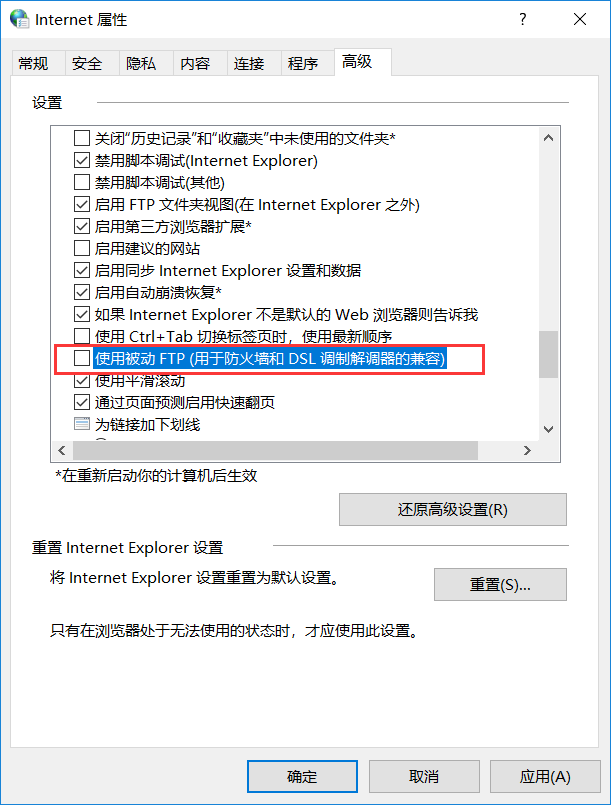 Internet 属性
常规
安全
隐私
内容
连接
程序
高级
设置
关闭“历史记录”和“收藏夹”中未使用的文件夹*
禁用脚本调试(Internet Explorer)
禁用脚本调试(其他)
启用 FTP 文件夹视图(在 Internet Explorer 之外)
启用第三方浏览器扩展*
启用建议的网站
启用同步 Internet Explorer 设置和数据
启用自动崩溃恢复*
如果 Internet Explorer 不是默认的 Web 浏览器则告诉我
使用 Ctrl+Tab 切换标签页时，使用最新顺序
使用被动 FTP (用于防火墙和 DSL 调制解调器的兼容)
使用平滑滚动
通过页面预测启用快速翻页
为链接加下划线
*在重新启动你的计算机后生效
还原高级设置(R)
重置 Internet Explorer 设置
将 Internet Explorer 设置重置为默认设置。
重置(S)...
只有在浏览器处于无法使用的状态时，才应使用此设置。
确定
取消
应用(A)